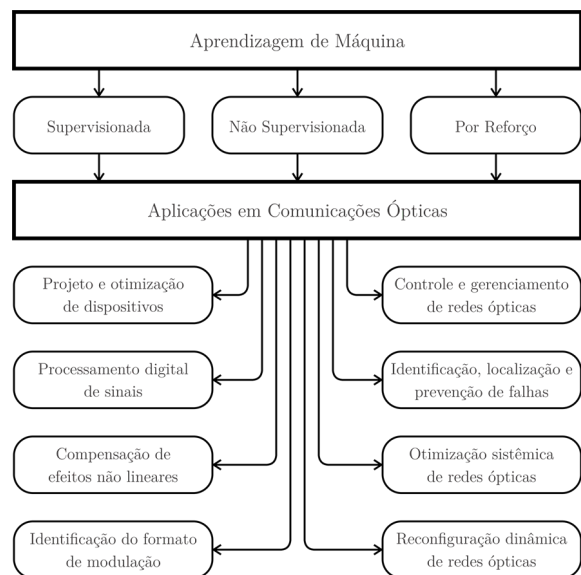 Aprendizagem de Máquina
Supervisionada
Não Supervisionada
Por Reforço
Aplicações em Comunicações Ópticas
Projeto e otimização
de dispositivos
Controle e gerenciamento
de redes ópticas
Processamento digital
de sinais
Identificação, localização e
prevenção de falhas
Compensação de
efeitos não lineares
Otimização sistêmica
de redes ópticas
Identificação do formato
de modulação
Reconfiguração dinâmica
de redes ópticas